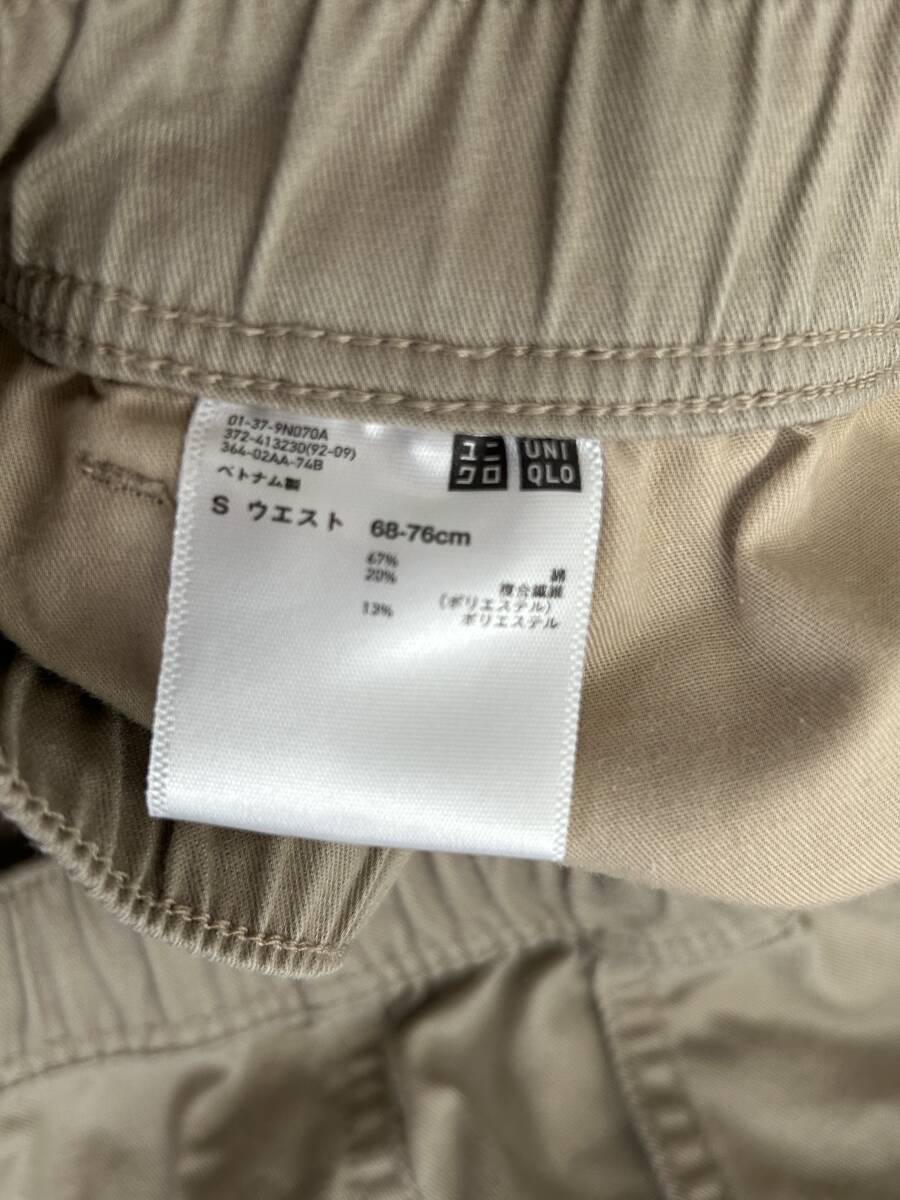 01-37-9N070A
372-413230(92-09)
364-02AA-74B
ベトナム製
ユニ
クロ
UNI
QLO
S ウエスト 68-76cm
67% 綿
20% 複合繊維
(ポリエステル)
13% ポリエステル